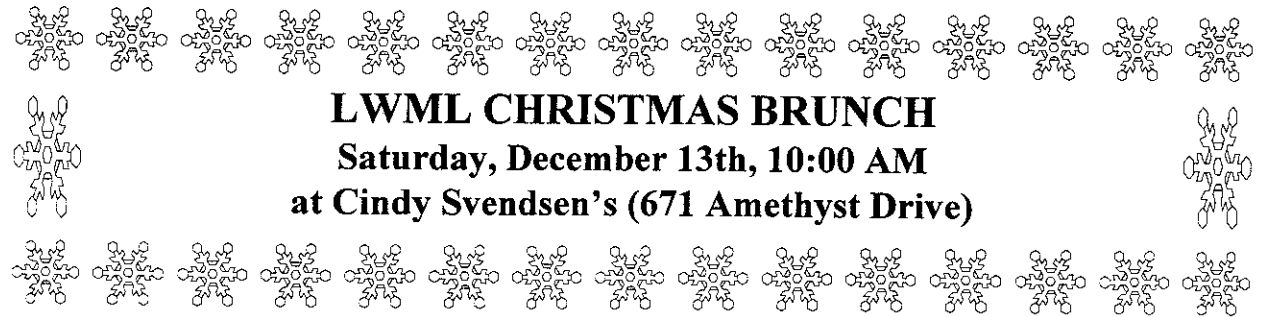 LWML CHRISTMAS BRUNCH
Saturday, December 13th, 10:00 AM
at Cindy Svendsen's (671 Amethyst Drive)